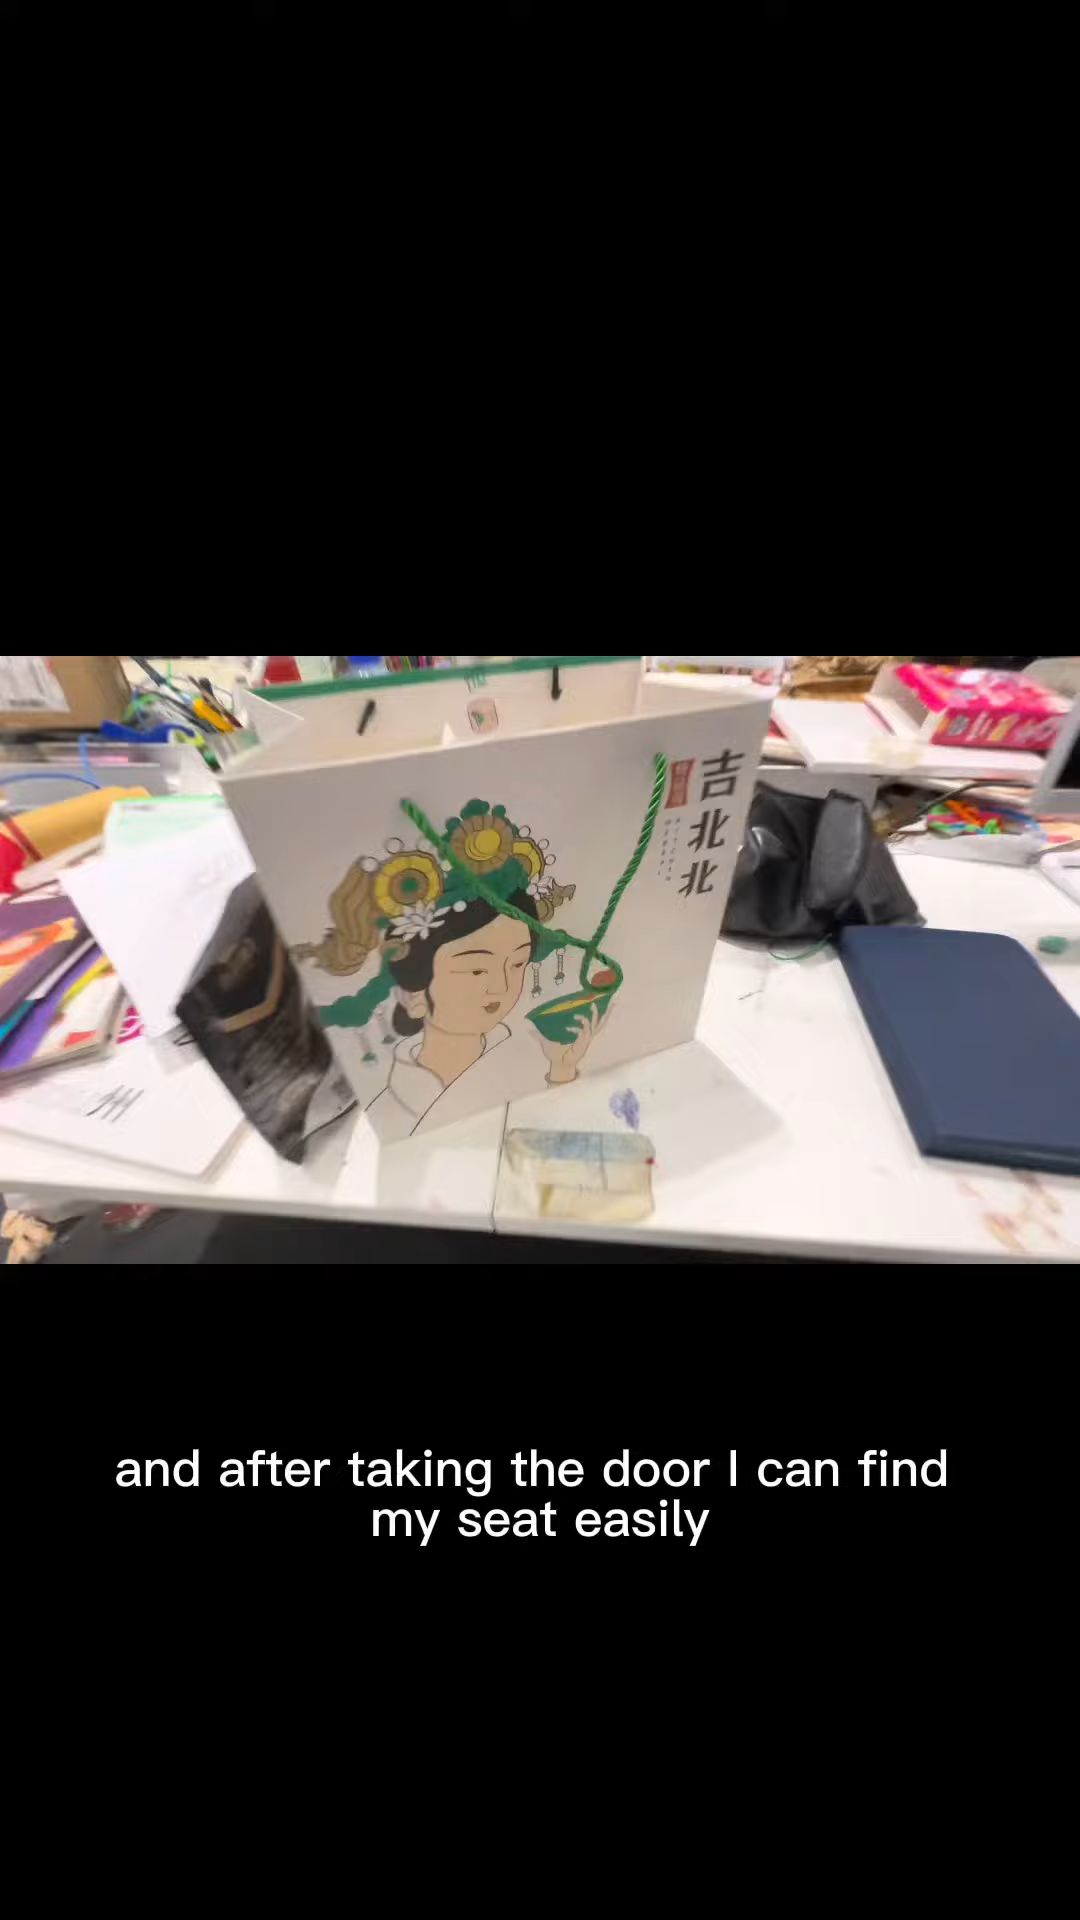 吉北北
and after taking the door I can find
my seat easily